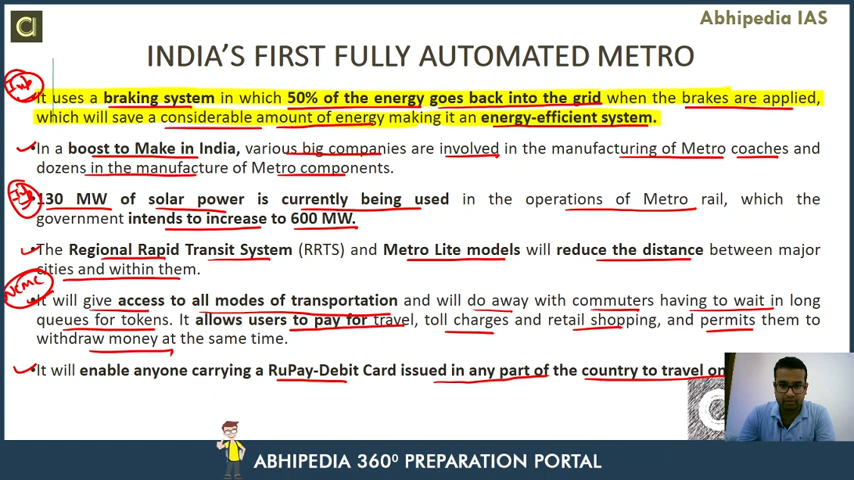 Abhipedia IAS
a
INDIA'S FIRST FULLY AUTOMATED METRO
Imp
•It uses a braking system in which 50% of the energy goes back into the grid when the brakes are applied,
which will save a considerable amount of energy making it an energy-efficient system.
•In a boost to Make in India, various big companies are involved in the manufacturing of Metro coaches and
dozens in the manufacture of Metro components.
Imp
•130 MW of solar power is currently being used in the operations of Metro rail, which the
government intends to increase to 600 MW.
•The Regional Rapid Transit System (RRTS) and Metro Lite models will reduce the distance between major
cities and within them.
NCMC
•It will give access to all modes of transportation and will do away with commuters having to wait in long
queues for tokens. It allows users to pay for travel, toll charges and retail shopping, and permits them to
withdraw money at the same time.
•It will enable anyone carrying a RuPay-Debit Card issued in any part of the country to travel on
ABHIPEDIA 360⁰ PREPARATION PORTAL